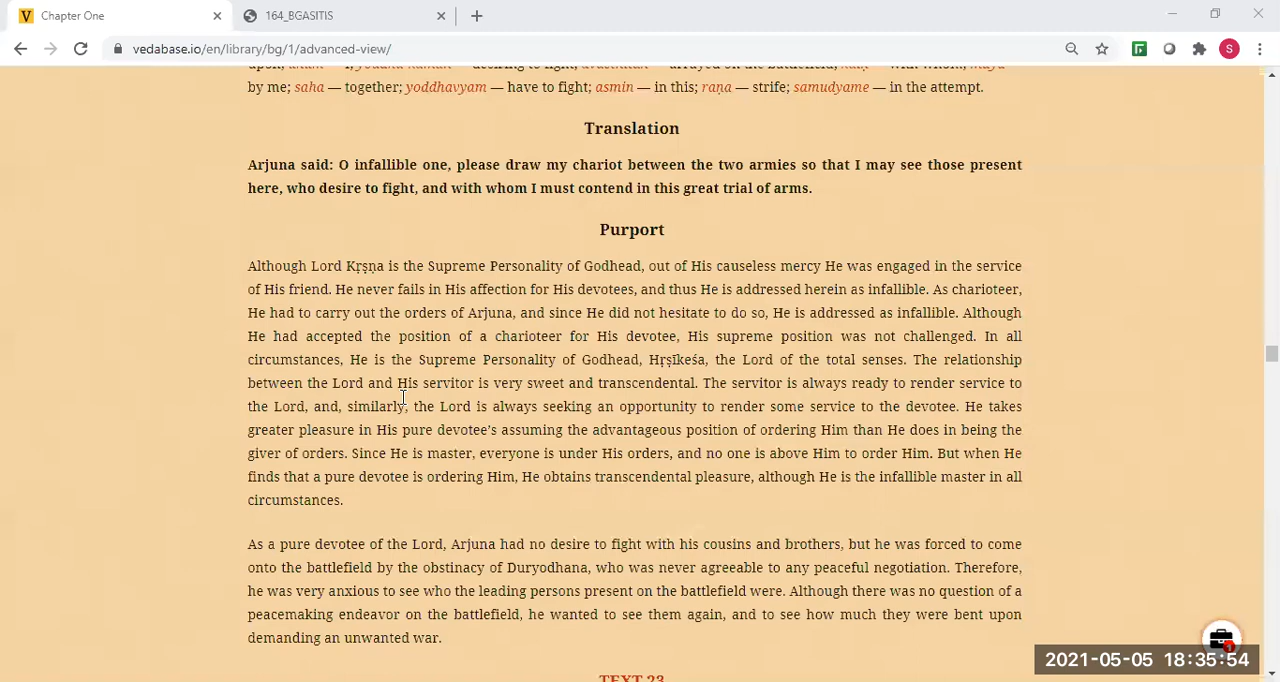 Chapter One
164_BGASITIS
vedabase.io/en/library/bg/1/advanced-view/
S
by me; saha — together; yoddhavyam — have to fight; asmin — in this; raṇa — strife; samudyame — in the attempt.
Translation
Arjuna said: O infallible one, please draw my chariot between the two armies so that I may see those present
here, who desire to fight, and with whom I must contend in this great trial of arms.
Purport
Although Lord Kṛṣṇa is the Supreme Personality of Godhead, out of His causeless mercy He was engaged in the service
of His friend. He never fails in His affection for His devotees, and thus He is addressed herein as infallible. As charioteer,
He had to carry out the orders of Arjuna, and since He did not hesitate to do so, He is addressed as infallible. Although
He had accepted the position of a charioteer for His devotee, His supreme position was not challenged. In all
circumstances, He is the Supreme Personality of Godhead, Hṛṣīkeśa, the Lord of the total senses. The relationship
between the Lord and His servitor is very sweet and transcendental. The servitor is always ready to render service to
the Lord, and, similarly, the Lord is always seeking an opportunity to render some service to the devotee. He takes
greater pleasure in His pure devotee’s assuming the advantageous position of ordering Him than He does in being the
giver of orders. Since He is master, everyone is under His orders, and no one is above Him to order Him. But when He
finds that a pure devotee is ordering Him, He obtains transcendental pleasure, although He is the infallible master in all
circumstances.
As a pure devotee of the Lord, Arjuna had no desire to fight with his cousins and brothers, but he was forced to come
onto the battlefield by the obstinacy of Duryodhana, who was never agreeable to any peaceful negotiation. Therefore,
he was very anxious to see who the leading persons present on the battlefield were. Although there was no question of a
peacemaking endeavor on the battlefield, he wanted to see them again, and to see how much they were bent upon
demanding an unwanted war.
2021-05-05 18:35:54
TEXT 23